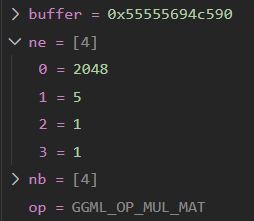 > buffer = 0x55555694c590
ne = [4]
0 = 2048
1 = 5
2 = 1
3 = 1
> nb = [4]
op = GGML_OP_MUL_MAT